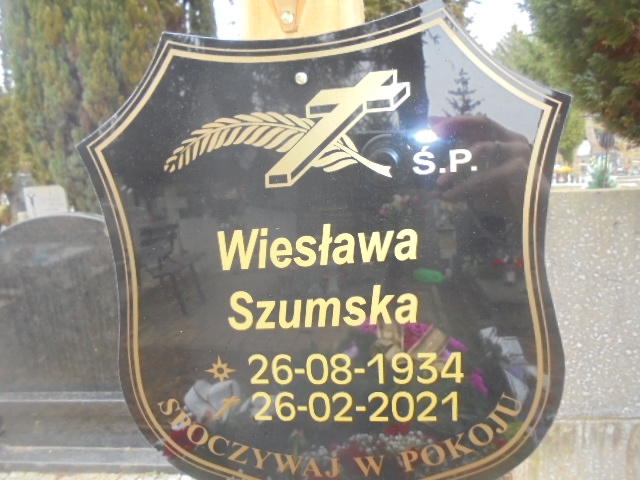 Ś.P.
Wiesława
Szumska
26-08-1934
26-02-2021
SPOCZYWAJ W POKOJU